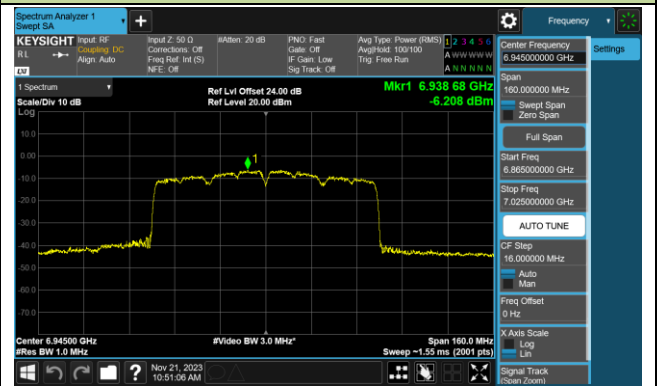 Spectrum Analyzer 1
Swept SA
Frequency
KEYSIGHT
RL
Input: RF
Coupling: DC
Align: Auto
Input Z: 50 Ω
Corrections: Off
Freq Ref: Int (S)
NFE: Off
#Atten: 20 dB
PNO: Fast
Gate: Off
IF Gain: Low
Sig Track: Off
Avg Type: Power (RMS)
Avg|Hold: 100/100
Trig: Free Run
1 2 3 4 5 6
A W W W W W
A N N N N N
LXI
1 Spectrum
Scale/Div 10 dB
Ref Lvl Offset 24.00 dB
Ref Level 20.00 dBm
Mkr1 6.938 68 GHz
-6.208 dBm
Log
10.0
0.00
-10.0
-20.0
-30.0
-40.0
-50.0
-60.0
-70.0
1
Center 6.94500 GHz
#Res BW 1.0 MHz
#Video BW 3.0 MHz*
Span 160.0 MHz
Sweep ~1.55 ms (2001 pts)
Nov 21, 2023
10:51:06 AM
Center Frequency
6.945000000 GHz
Settings
Span
160.000000 MHz
Swept Span
Zero Span
Full Span
Start Freq
6.865000000 GHz
Stop Freq
7.025000000 GHz
AUTO TUNE
CF Step
16.000000 MHz
Auto
Man
Freq Offset
0 Hz
X Axis Scale
Log
Lin
Signal Track
(Span Zoom)